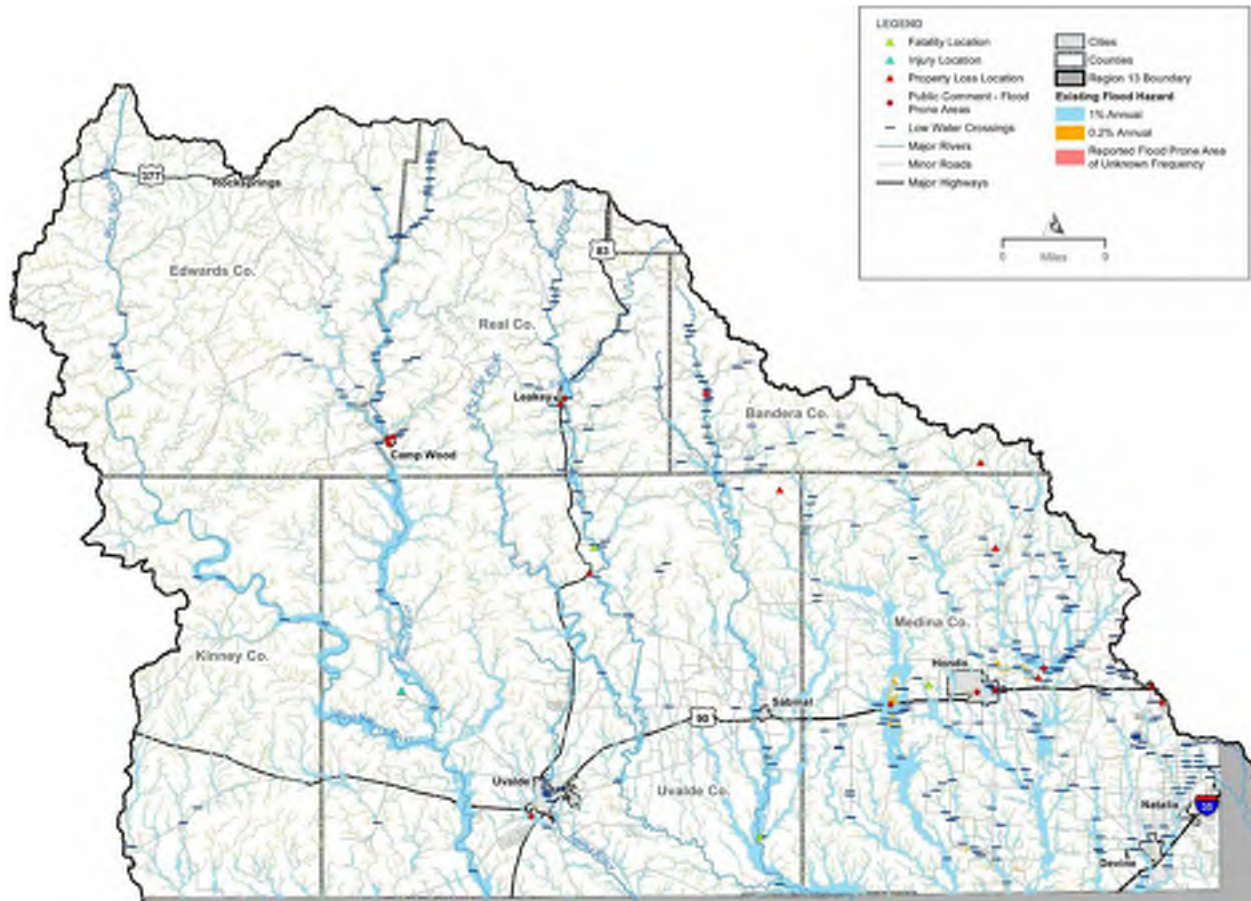 LEGEND
Fatality Location
Injury Location
Property Loss Location
Public Comment - Flood
Prone Areas
Low Water Crossings
Major Rivers
Minor Roads
Major Highways
Cities
Counties
Region 13 Boundary
Existing Flood Hazard
1% Annual
0.2% Annual
Reported Flood Prone Area
of Unknown Frequency
0 Miles 9
377
Rocksprings
83
Edwards Co.
Real Co.
Leakey
Bandera Co.
Camp Wood
Medina Co.
Kinney Co.
Hondo
Sabinal
90
Uvalde
Uvalde Co.
Natalia
35
Devine